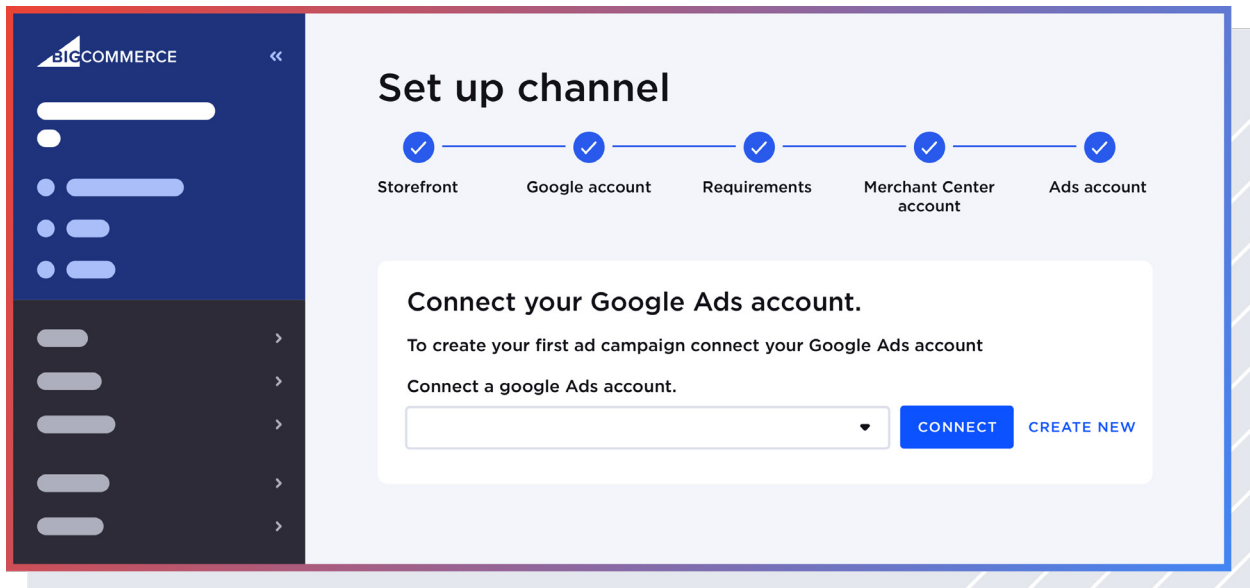 BIGCOMMERCE
Set up channel
Storefront
Google account
Requirements
Merchant Center
account
Ads account
Connect your Google Ads account.
To create your first ad campaign connect your Google Ads account
Connect a google Ads account.
CONNECT
CREATE NEW